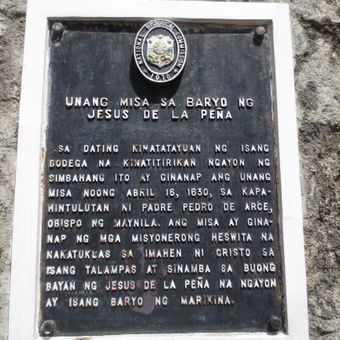 NATIONAL HISTORICAL COMMISSION
UNANG MISA SA BARYO NG
JESUS DE LA PEÑA
SA DATING KINATATAYUAN NG ISANG
BODEGA NA KINATITIRIKAN NGAYON NG
SIMBAHANG ITO AY GINANAP ANG UNANG
MISA NOONG ABRIL 16, 1630, SA KAPA-
HINTULUTAN NI PADRE PEDRO DE ARCE,
OBISPO NG MAYNILA. ANG MISA AY GINA-
NAP NG MGA MISYONERONG HESWITA NA
NAKATUKLAS SA IMAHEN NI CRISTO SA
ISANG TALAMPAS AT SINAMBA SA BUONG
BAYAN NG JESUS DE LA PEÑA NA NGAYON
AY ISANG BARYO NG MARIKINA.